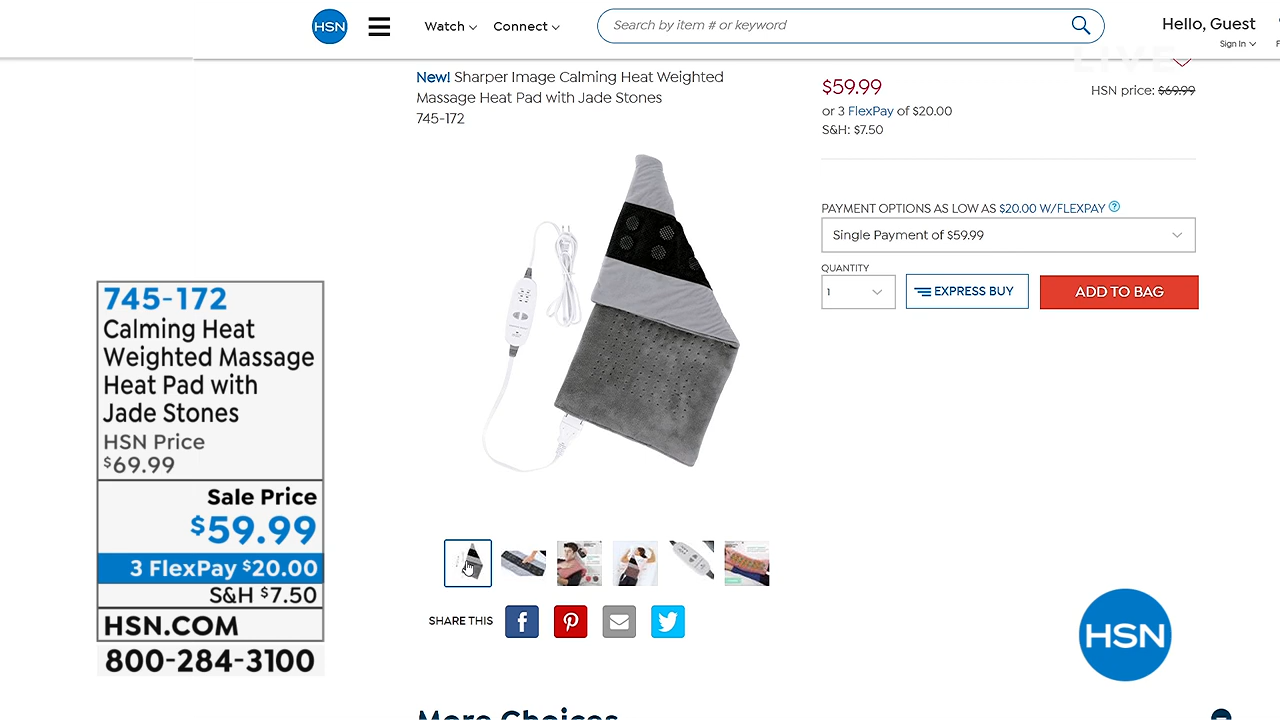 HSN
Watch
Connect
Search by item # or keyword
Hello, Guest
Sign In
LIVE
New! Sharper Image Calming Heat Weighted
Massage Heat Pad with Jade Stones
745-172
$59.99
HSN price: $69.99
or 3 FlexPay of $20.00
S&H: $7.50
PAYMENT OPTIONS AS LOW AS $20.00 W/FLEXPAY ?
Single Payment of $59.99
QUANTITY
1
EXPRESS BUY
ADD TO BAG
745-172
Calming Heat
Weighted Massage
Heat Pad with
Jade Stones
HSN Price
$69.99
Sale Price
$59.99
3 FlexPay $20.00
S&H $7.50
HSN.COM
800-284-3100
SHARE THIS
HSN
More Choices